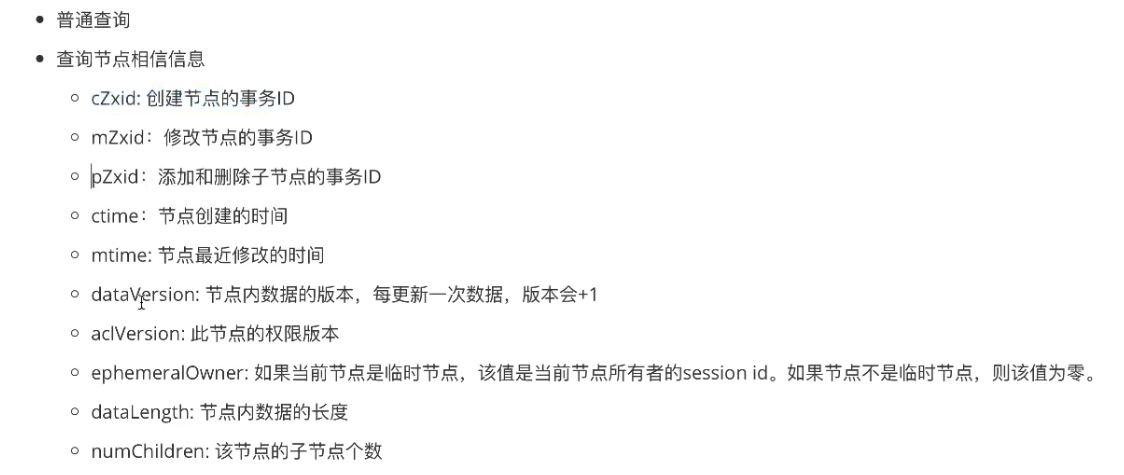 普通查询
查询节点相信信息
cZxid: 创建节点的事务ID
mZxid：修改节点的事务ID
pZxid：添加和删除子节点的事务ID
ctime：节点创建的时间
mtime: 节点最近修改的时间
dataVersion: 节点内数据的版本，每更新一次数据，版本会+1
aclVersion: 此节点的权限版本
ephemeralOwner: 如果当前节点是临时节点，该值是当前节点所有者的session id。如果节点不是临时节点，则该值为零。
dataLength: 节点内数据的长度
numChildren: 该节点的子节点个数